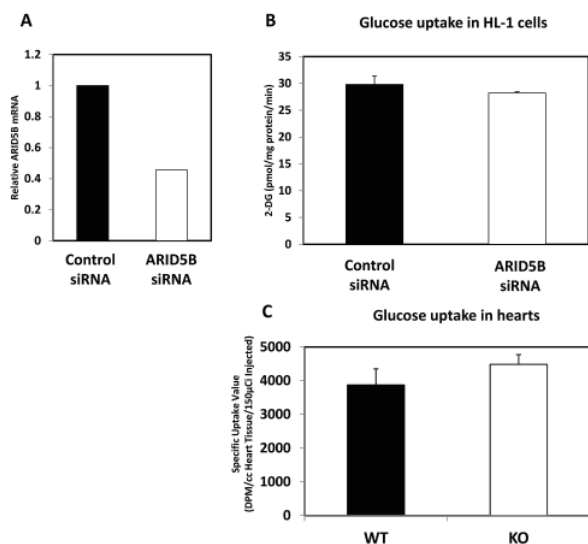 A
Relative ARID5B mRNA
1.2
1
0.8
0.6
0.4
0.2
0
Control
siRNA
ARID5B
siRNA
B
Glucose uptake in HL-1 cells
2-DG (pmol/mg protein/min)
35
30
25
20
15
10
5
0
Control
siRNA
ARID5B
siRNA
C
Glucose uptake in hearts
Specific Uptake Value
(DPM/cc Heart Tissue/150µCi Injected)
5000
4000
3000
2000
1000
0
WT
KO